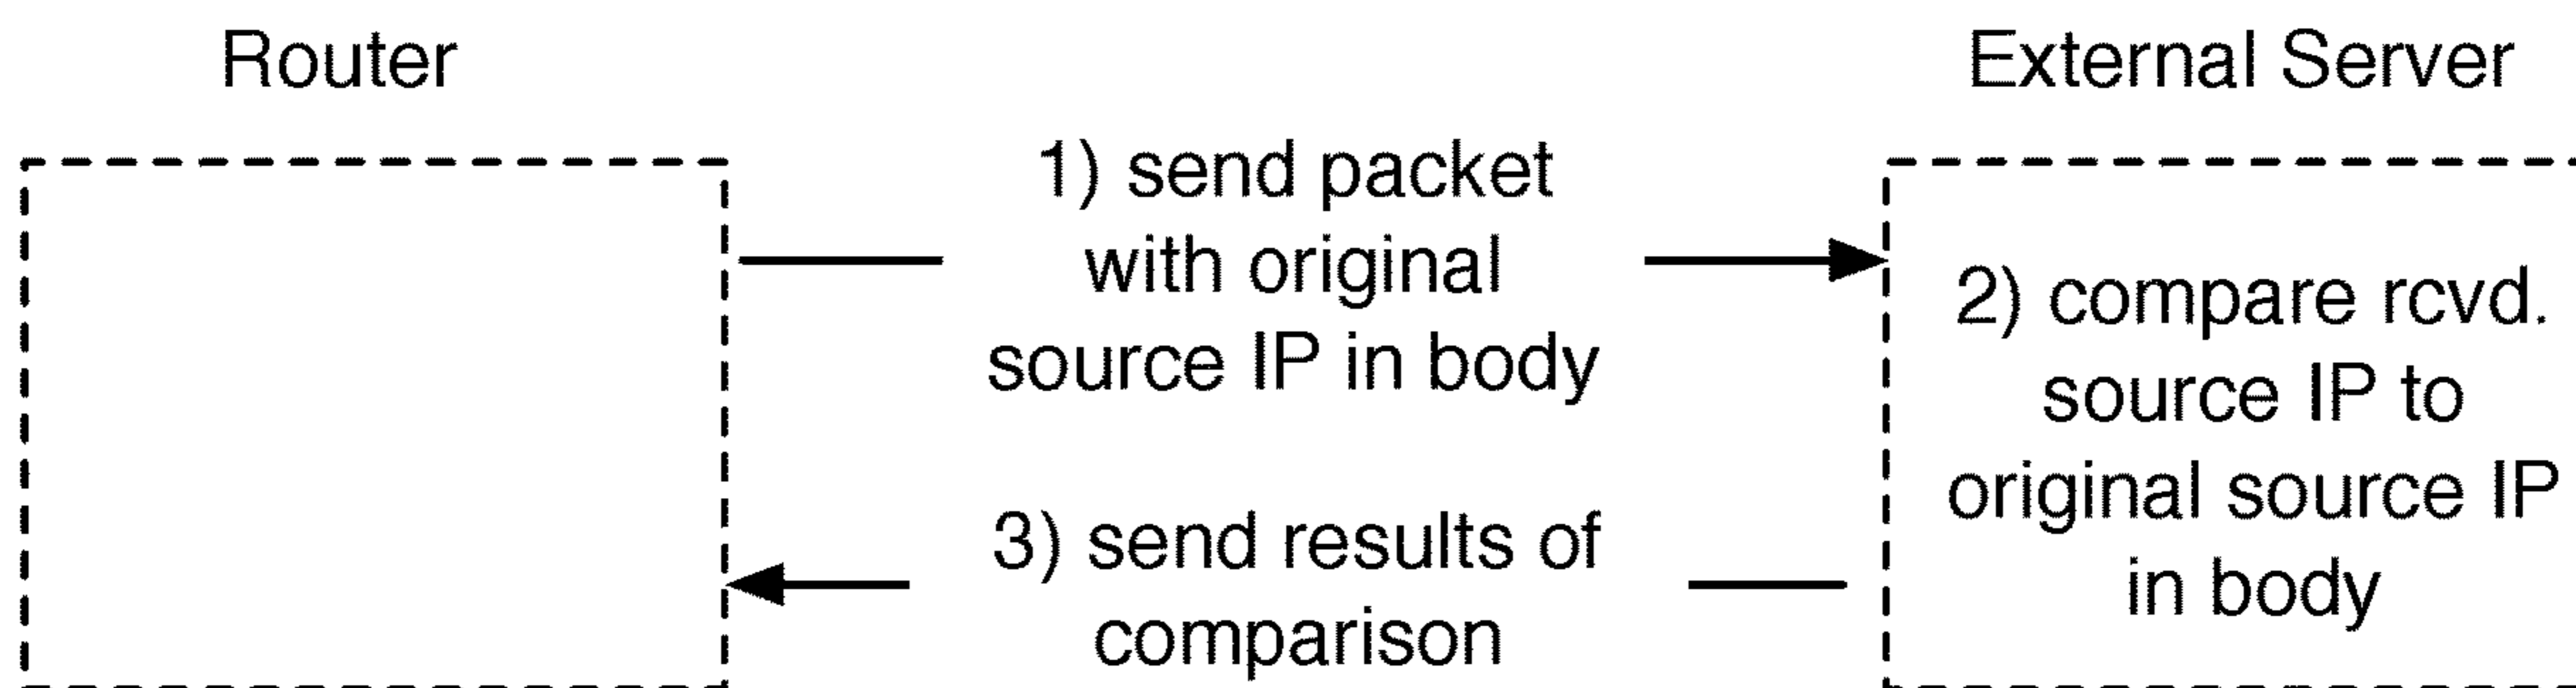 Router
External Server
1) send packet
with original
source IP in body
2) compare rcvd.
source IP to
original source IP
in body
3) send results of
comparison